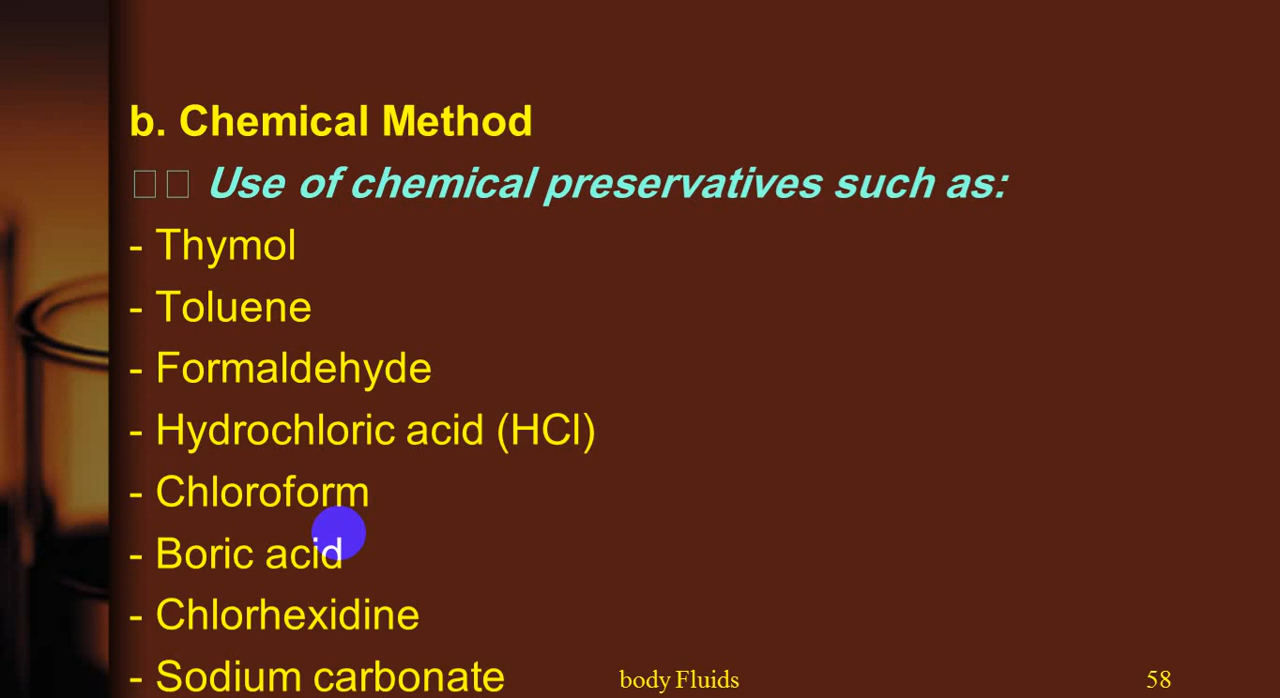 b. Chemical Method
Use of chemical preservatives such as:
- Thymol
- Toluene
- Formaldehyde
- Hydrochloric acid (HCl)
- Chloroform
- Boric acid
- Chlorhexidine
- Sodium carbonate
body Fluids
58